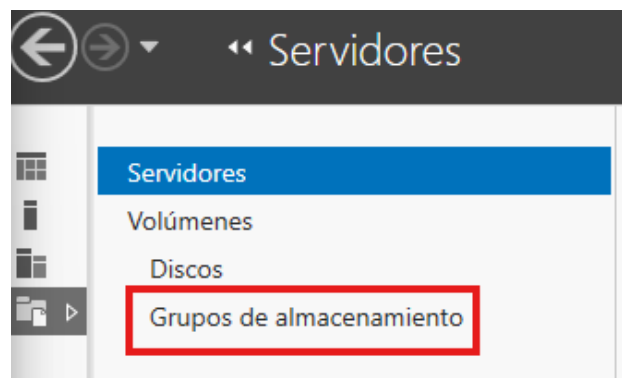 Servidores
Servidores
Volúmenes
Discos
Grupos de almacenamiento